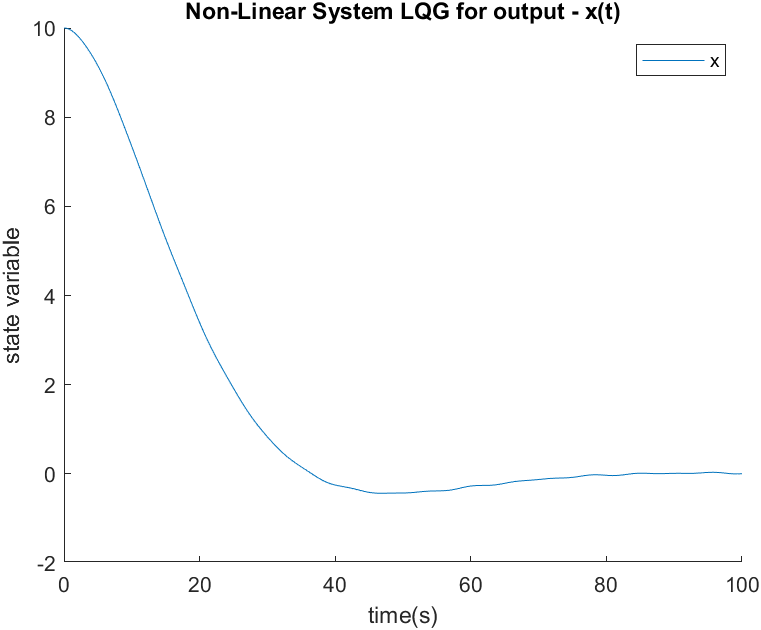 Non-Linear System LQG for output - x(t)
x
10
8
6
4
2
0
-2
state variable
0 20 40 60 80 100
time(s)